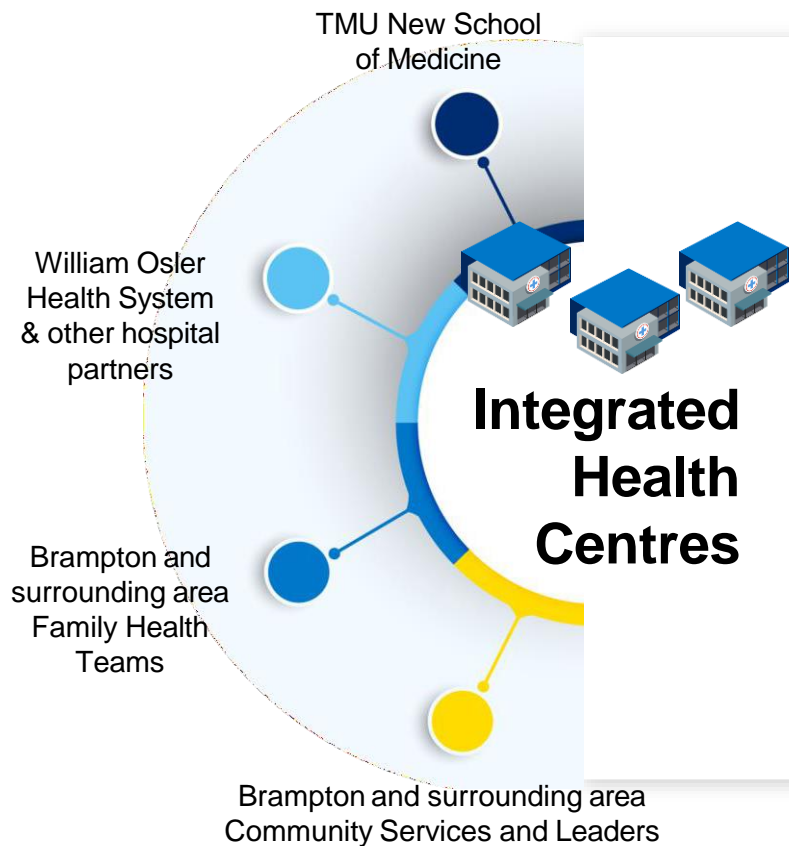 TMU New School
of Medicine
William Osler
Health System
& other hospital
partners
Integrated
Health
Centres
Brampton and
surrounding area
Family Health
Teams
Brampton and surrounding area
Community Services and Leaders